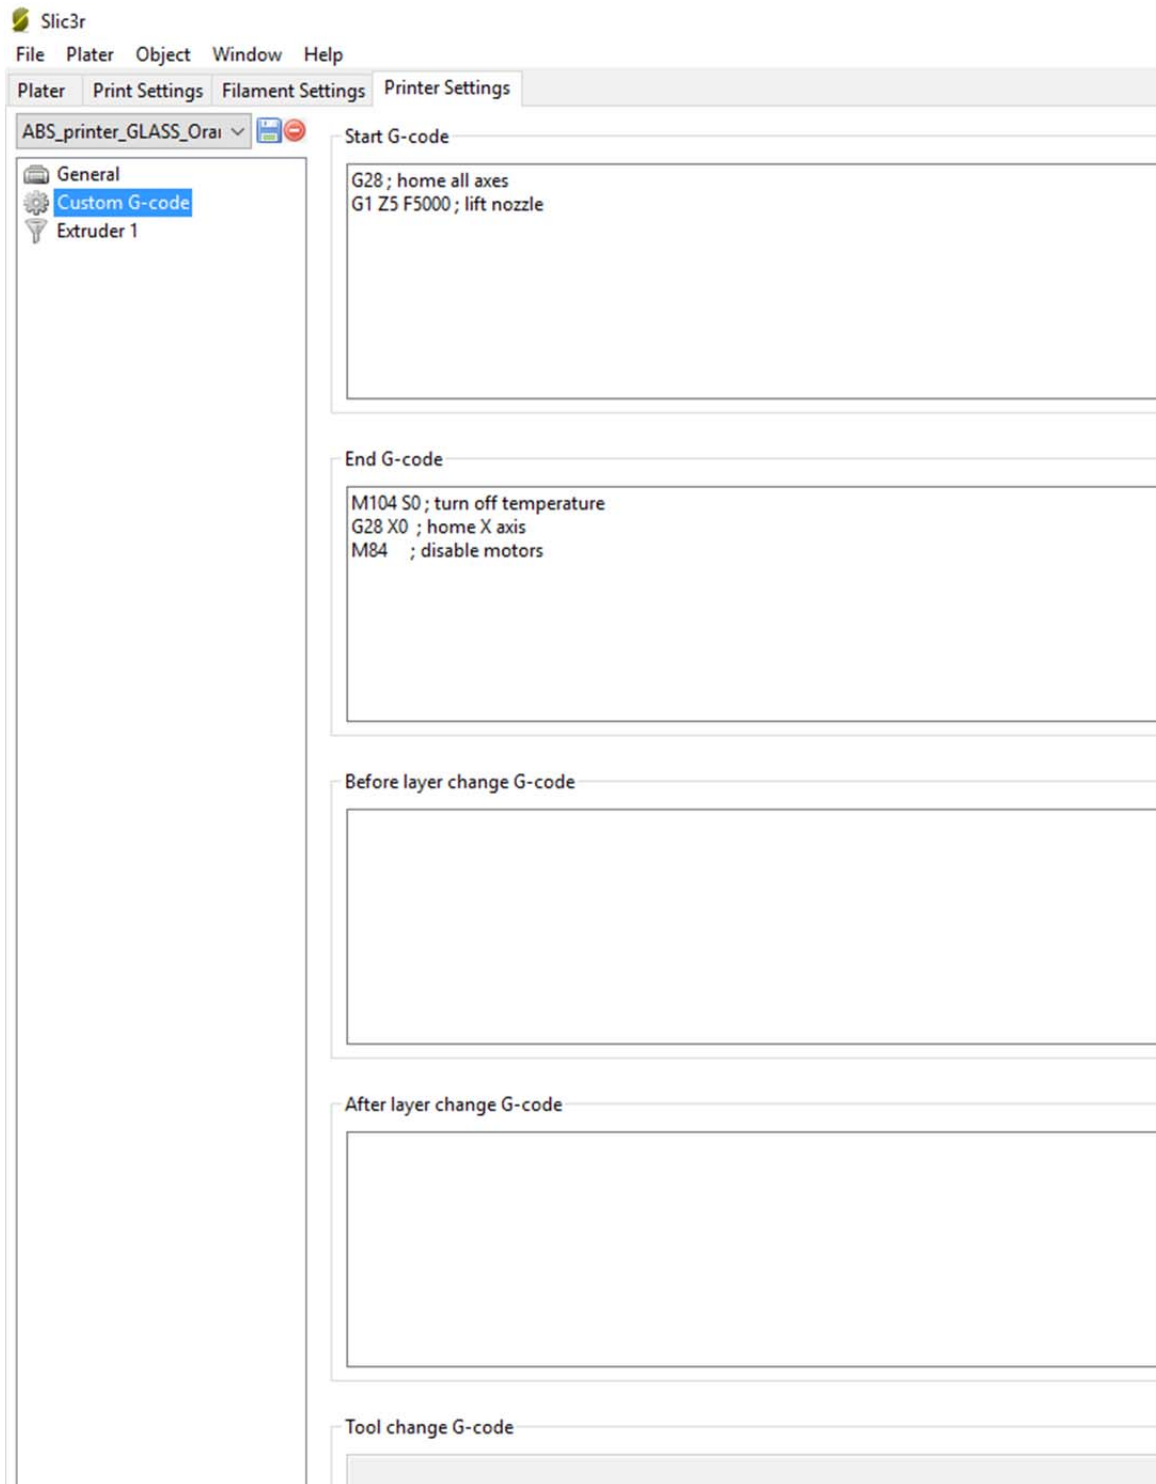 Slic3r
File Plater Object Window Help
Plater Print Settings Filament Settings Printer Settings
ABS_printer_GLASS_Orai
General
Custom G-code
Extruder 1
Start G-code
G28 ; home all axes
G1 Z5 F5000 ; lift nozzle
End G-code
M104 S0 ; turn off temperature
G28 X0 ; home X axis
M84 ; disable motors
Before layer change G-code
After layer change G-code
Tool change G-code